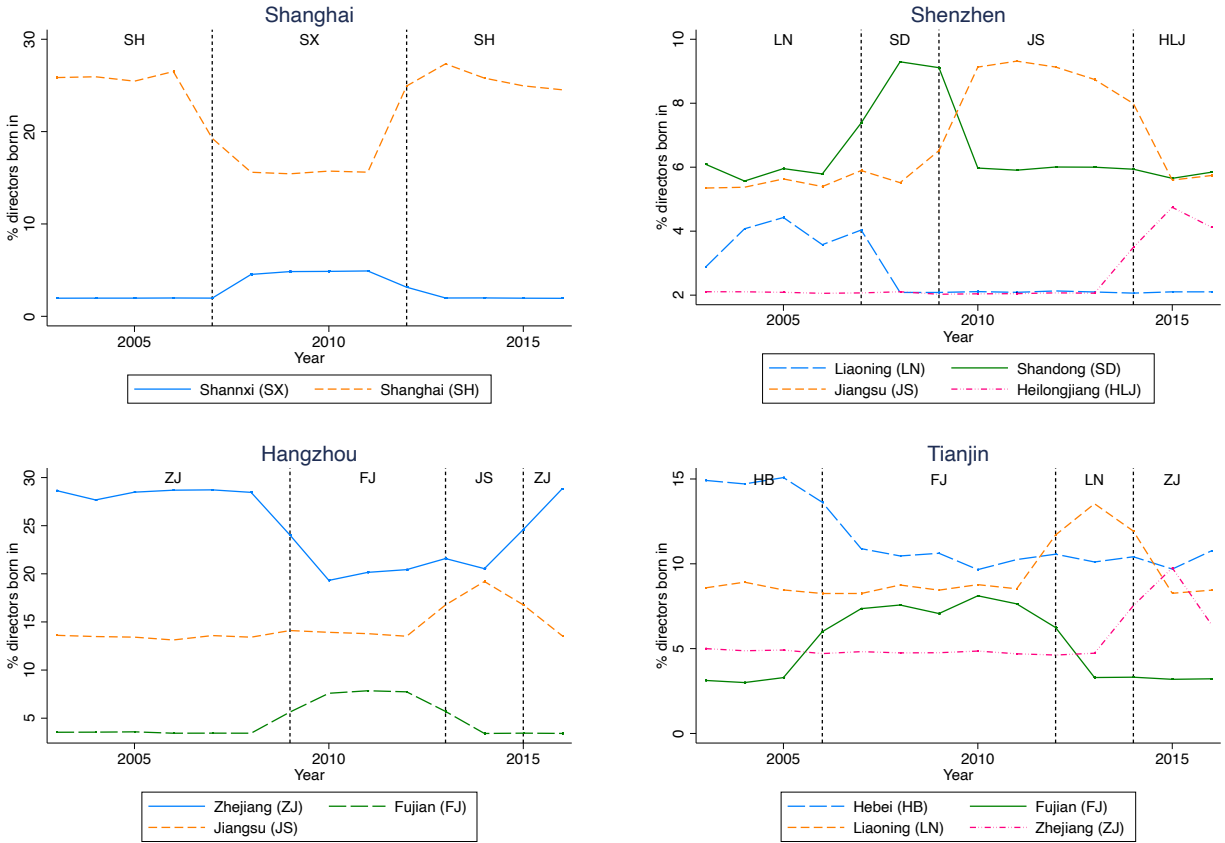 Shanghai
SH SX SH
% directors born in
30
20
10
0
2005 2010 2015
Year
Shannxi (SX) Shanghai (SH)
Shenzhen
LN SD JS HLJ
% directors born in
10
8
6
4
2
2005 2010 2015
Year
Liaoning (LN) Shandong (SD)
Jiangsu (JS) Heilongjiang (HLJ)
Hangzhou
ZJ FJ JS ZJ
% directors born in
30
25
20
15
10
5
2005 2010 2015
Year
Zhejiang (ZJ) Fujian (FJ)
Jiangsu (JS)
Tianjin
HB FJ LN ZJ
% directors born in
15
10
5
0
2005 2010 2015
Year
Hebei (HB) Fujian (FJ)
Liaoning (LN) Zhejiang (ZJ)